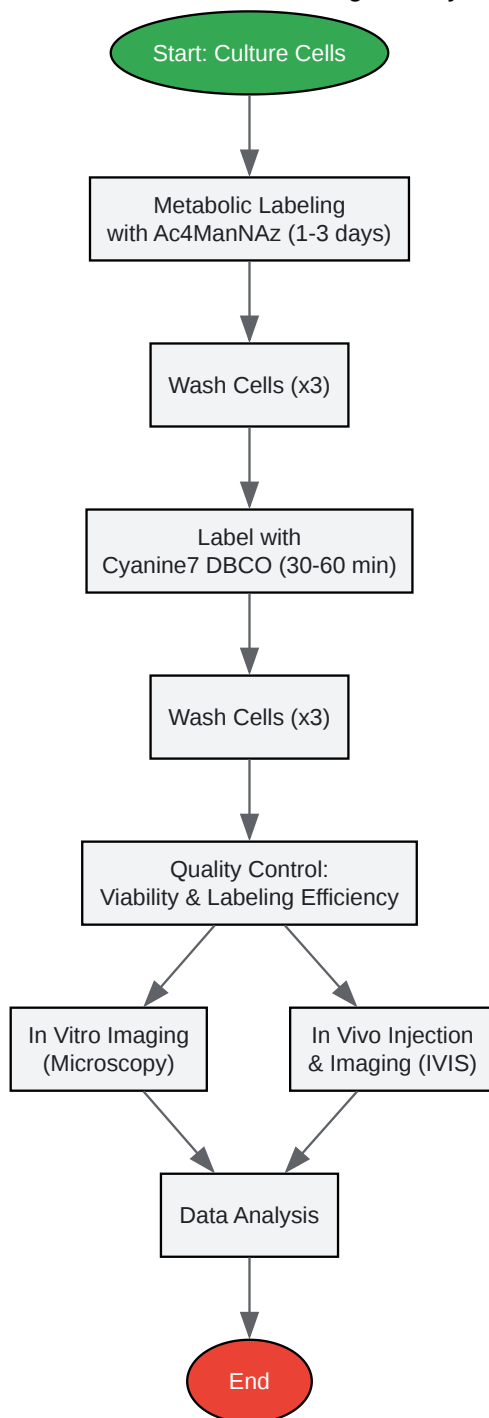 Start: Culture Cells
Metabolic Labeling
with Ac4ManNAz (1-3 days)
Wash Cells (x3)
Label with
Cyanine7 DBCO (30-60 min)
Wash Cells (x3)
Quality Control:
Viability & Labeling Efficiency
In Vitro Imaging
(Microscopy)
In Vivo Injection
& Imaging (IVIS)
Data Analysis
End